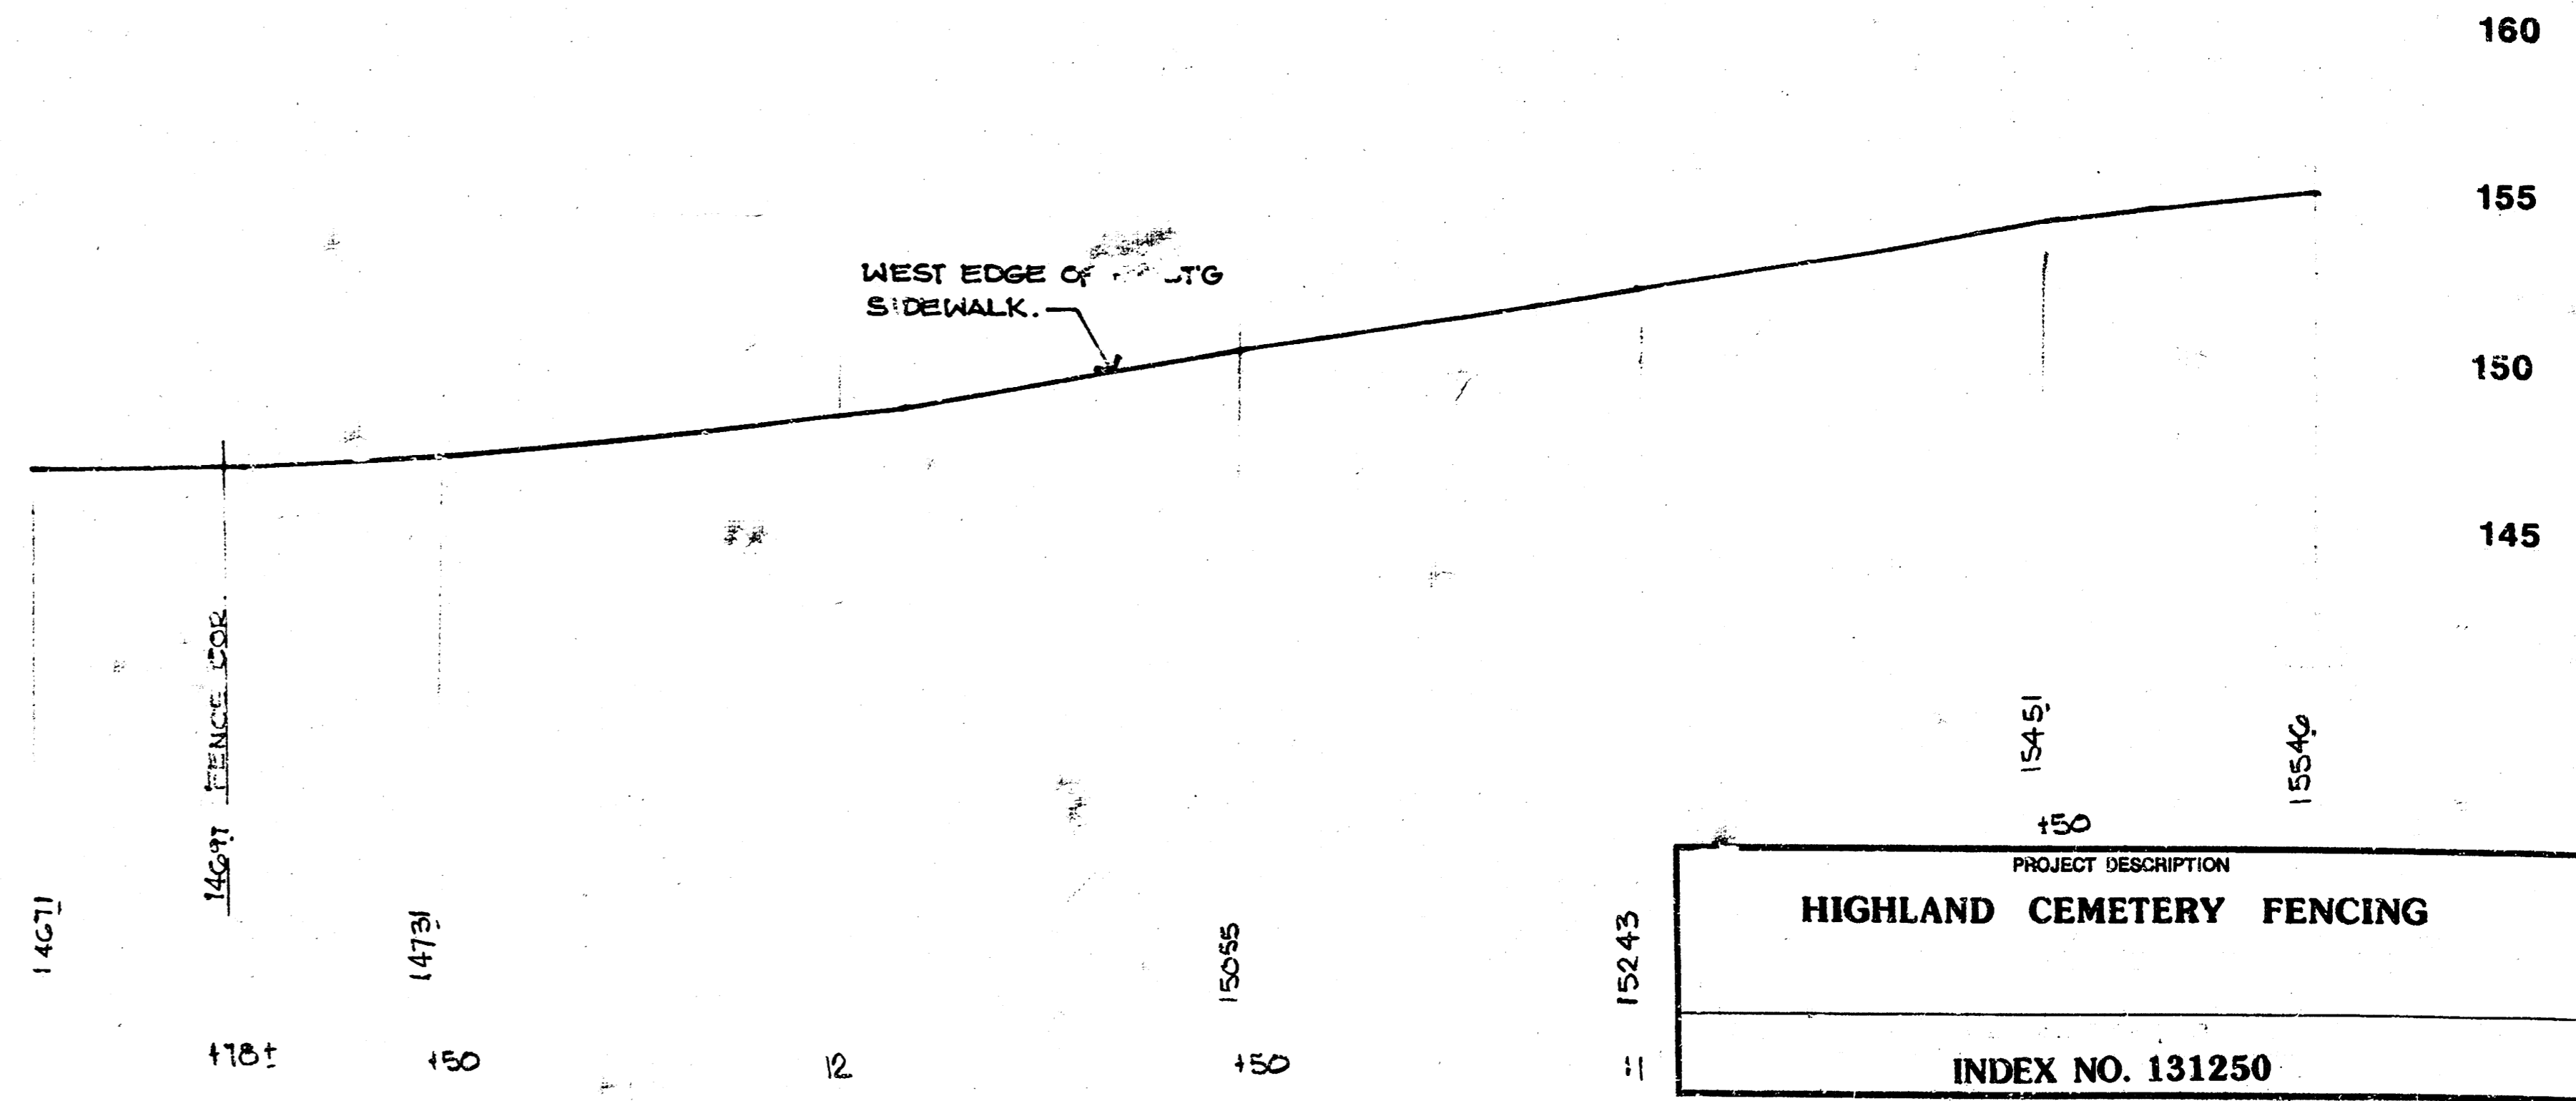 160
155
WEST EDGE OF
SIDEWALK.
150
145
FENCE COR.
15451
15546
+50
PROJECT DESCRIPTION
HIGHLAND CEMETERY FENCING
14671
14697
14731
15055
15243
+78±
+50
12
+50
11
INDEX NO. 131250